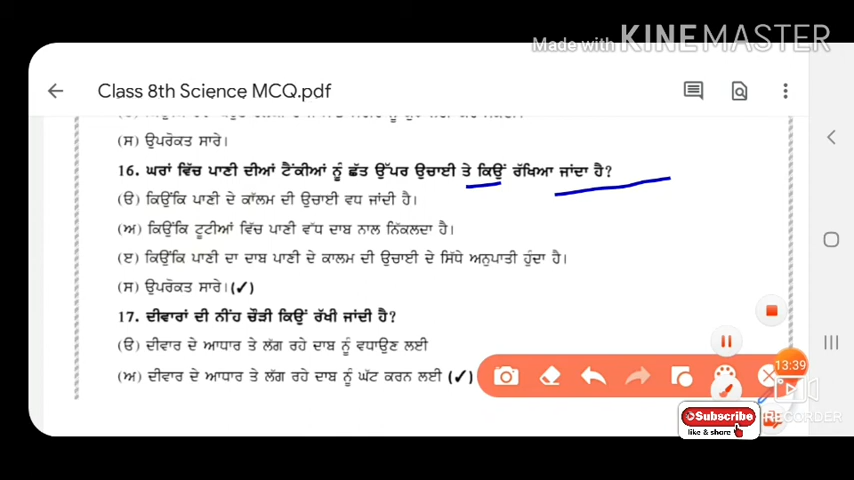 Made with KINEMASTER
Class 8th Science MCQ.pdf
(ਸ) ਉਪਰੋਕਤ ਸਾਰੇ।
16. ਘਰਾਂ ਵਿੱਚ ਪਾਣੀ ਦੀਆਂ ਟੈਂਕੀਆਂ ਨੂੰ ਛੱਤ ਉੱਪਰ ਉਚਾਈ ਤੇ ਕਿਉਂ ਰੱਖਿਆ ਜਾਂਦਾ ਹੈ?
(ੳ) ਕਿਉਂਕਿ ਪਾਣੀ ਦੇ ਕਾੱਲਮ ਦੀ ਉਚਾਈ ਵਧ ਜਾਂਦੀ ਹੈ।
(ਅ) ਕਿਉਂਕਿ ਟੂਟੀਆਂ ਵਿੱਚ ਪਾਣੀ ਵੱਧ ਦਾਬ ਨਾਲ ਨਿੱਕਲਦਾ ਹੈ।
(ੲ) ਕਿਉਂਕਿ ਪਾਣੀ ਦਾ ਦਾਬ ਪਾਣੀ ਦੇ ਕਾਲਮ ਦੀ ਉਚਾਈ ਦੇ ਸਿੱਧੇ ਅਨੁਪਾਤੀ ਹੁੰਦਾ ਹੈ।
(ਸ) ਉਪਰੋਕਤ ਸਾਰੇ। (✓)
17. ਦੀਵਾਰਾਂ ਦੀ ਨੀਂਹ ਚੌੜੀ ਕਿਉਂ ਰੱਖੀ ਜਾਂਦੀ ਹੈ?
(ੳ) ਦੀਵਾਰ ਦੇ ਆਧਾਰ ਤੇ ਲੱਗ ਰਹੇ ਦਾਬ ਨੂੰ ਵਧਾਉਣ ਲਈ
(ਅ) ਦੀਵਾਰ ਦੇ ਆਧਾਰ ਤੇ ਲੱਗ ਰਹੇ ਦਾਬ ਨੂੰ ਘੱਟ ਕਰਨ ਲਈ (✓)
13:39
RECORDER
Subscribe
like & share